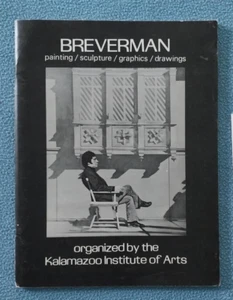 BREVERMAN
painting / sculpture / graphics / drawings
organized by the
Kalamazoo Institute of Arts